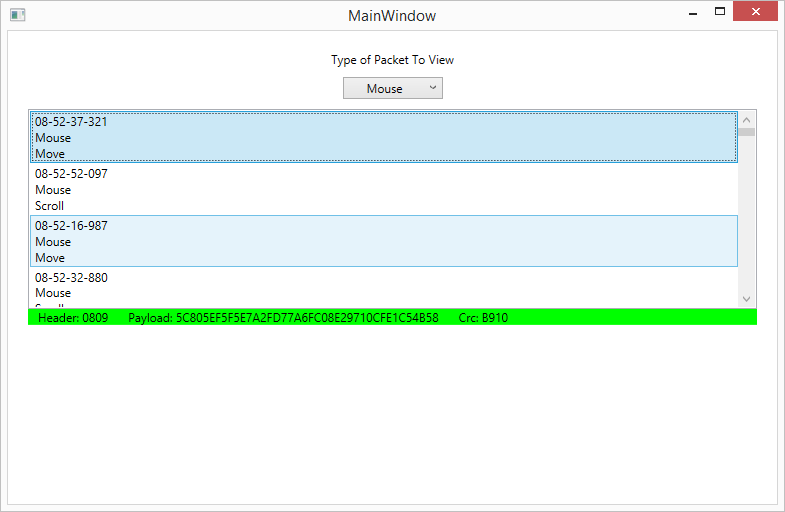 MainWindow
Type of Packet To View
Mouse
08-52-37-321
Mouse
Move
08-52-52-097
Mouse
Scroll
08-52-16-987
Mouse
Move
08-52-32-880
Mouse
Scroll
Header: 0809 Payload: 5C805EF5F5E7A2FD77A6FC08E29710CFE1C54B58 Crc: B910